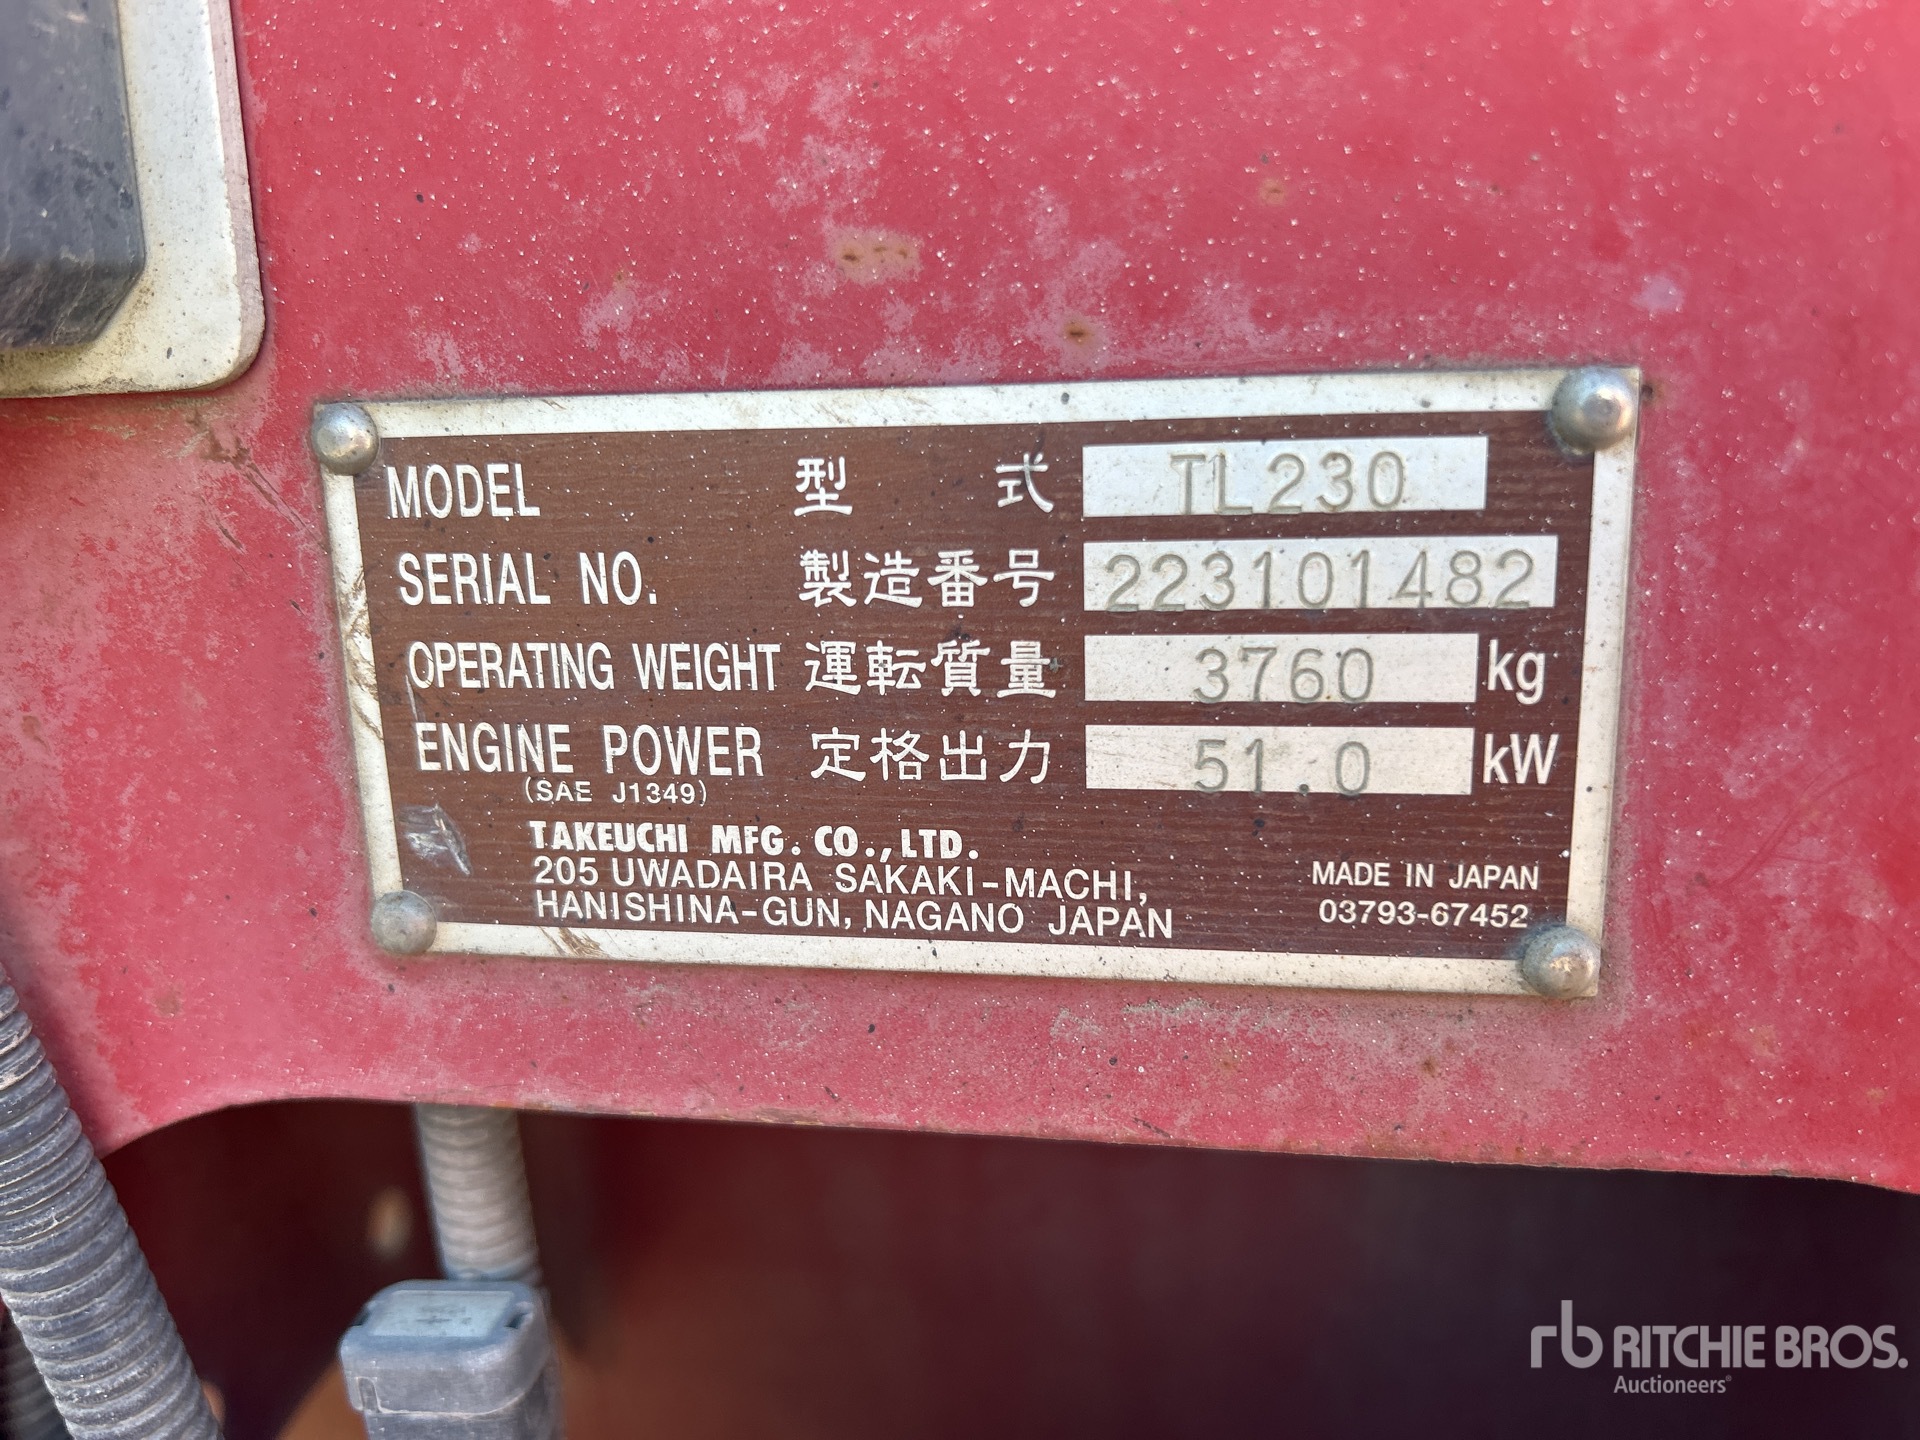 MODEL 型式 TL230
SERIAL NO. 製造番号 223101482
OPERATING WEIGHT 運転質量 3760 kg
ENGINE POWER 定格出力 51.0 kW
(SAE J1349)
TAKEUCHI MFG. CO., LTD.
205 UWADAIRA SAKAKI-MACHI,
HANISHINA-GUN, NAGANO JAPAN
MADE IN JAPAN
03793-67452
rb RITCHIE BROS.
Auctioneers®